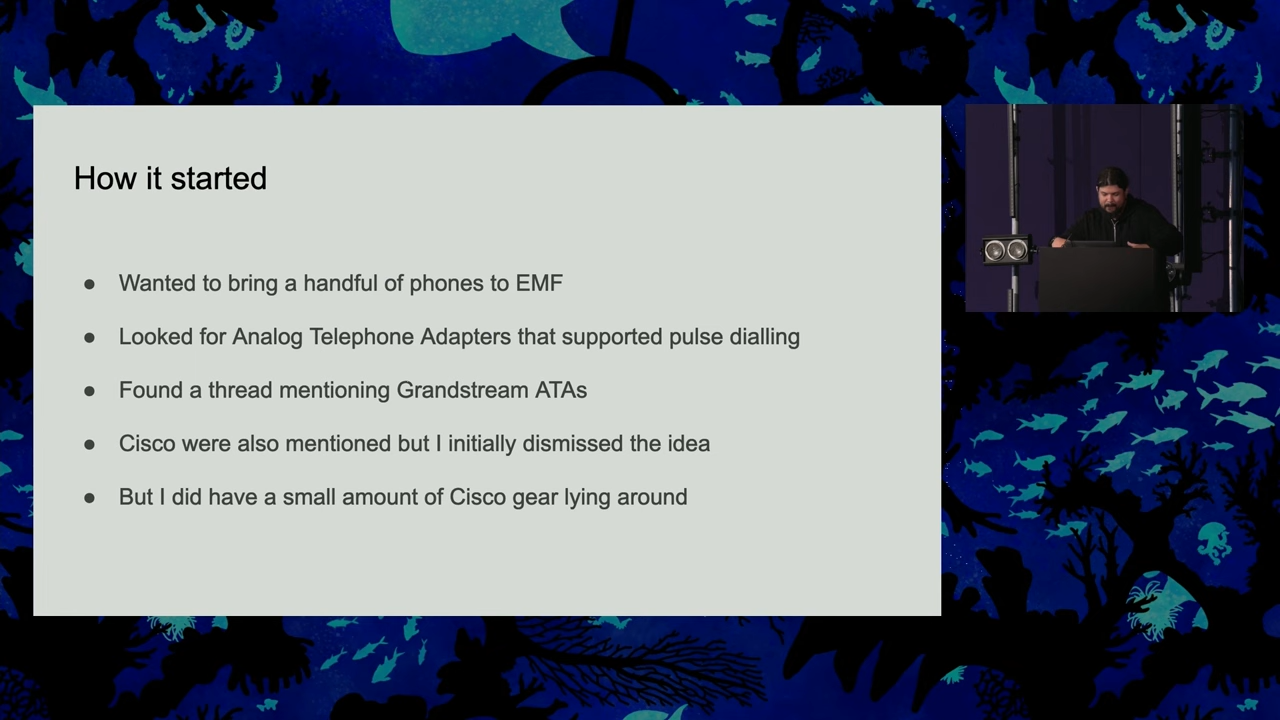 How it started
● Wanted to bring a handful of phones to EMF
● Looked for Analog Telephone Adapters that supported pulse dialling
● Found a thread mentioning Grandstream ATAs
● Cisco were also mentioned but I initially dismissed the idea
● But I did have a small amount of Cisco gear lying around